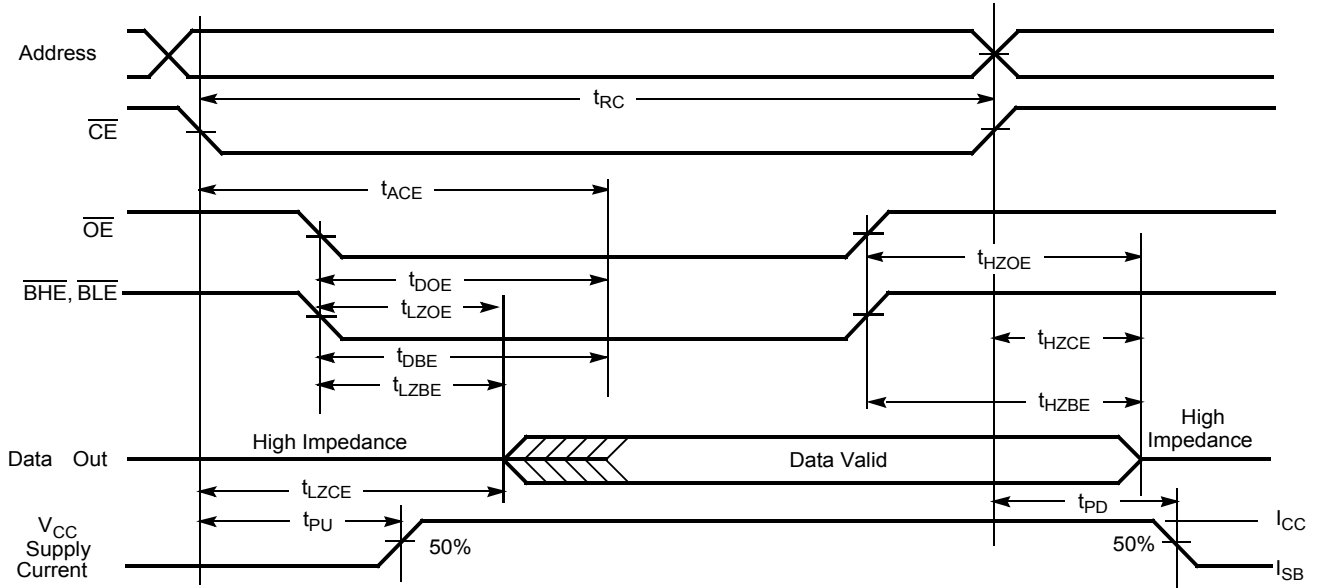 Address
tRC
CE
tACE
OE
tHZOE
tDOE
BHE, BLE
tLZOE
tHZCE
tDBE
tLZBE
tHZBE
High Impedance
High
Impedance
Data Out
Data Valid
tLZCE
tPD
tPU
VCC
Supply
Current
50%
50%
ICC
ISB